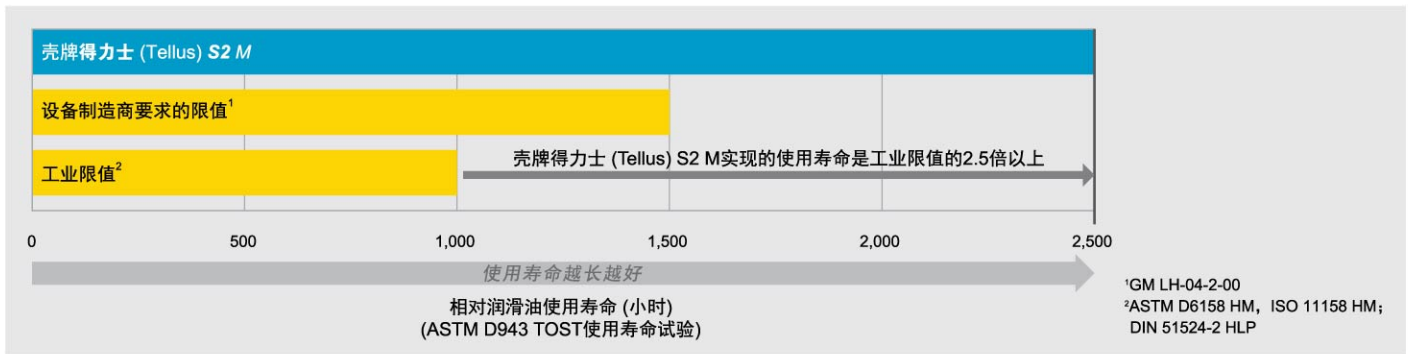 壳牌得力士 (Tellus) S2 M
设备制造商要求的限值¹
工业限值²
壳牌得力士 (Tellus) S2 M实现的使用寿命是工业限值的2.5倍以上
0 500 1,000 1,500 2,000 2,500
使用寿命越长越好
相对润滑油使用寿命 (小时)
(ASTM D943 TOST使用寿命试验)
¹GM LH-04-2-00
²ASTM D6158 HM，ISO 11158 HM；
DIN 51524-2 HLP